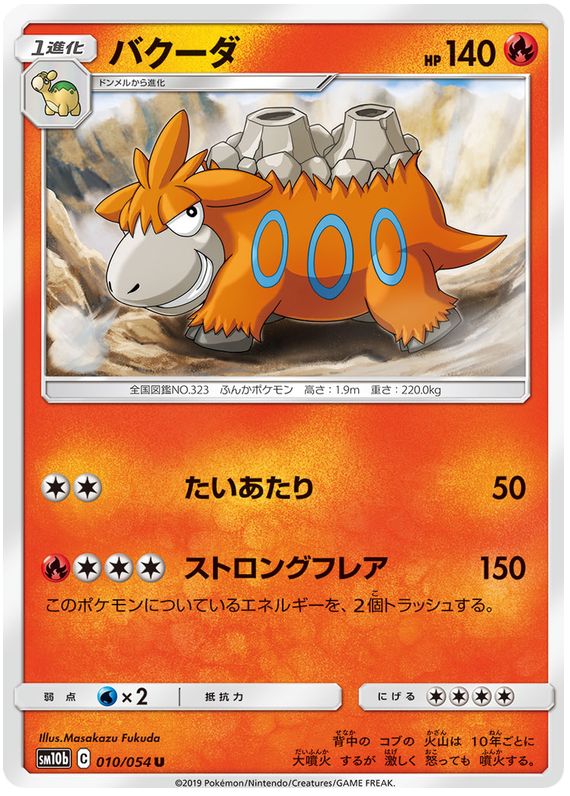 1進化 バクーダ HP 140
ドンメルから進化
全国図鑑NO.323 ふんかポケモン 高さ:1.9m 重さ:220.0kg
たいあたり 50
ストロングフレア 150
このポケモンについているエネルギーを、2個トラッシュする。
弱点 ×2 抵抗力 にげる
Illus.Masakazu Fukuda
SM10b C 010/054 U
背中の コブの 火山は 10年ごとに
大噴火 するが 激しく 怒っても 噴火する。
©2019 Pokémon/Nintendo/Creatures/GAME FREAK.